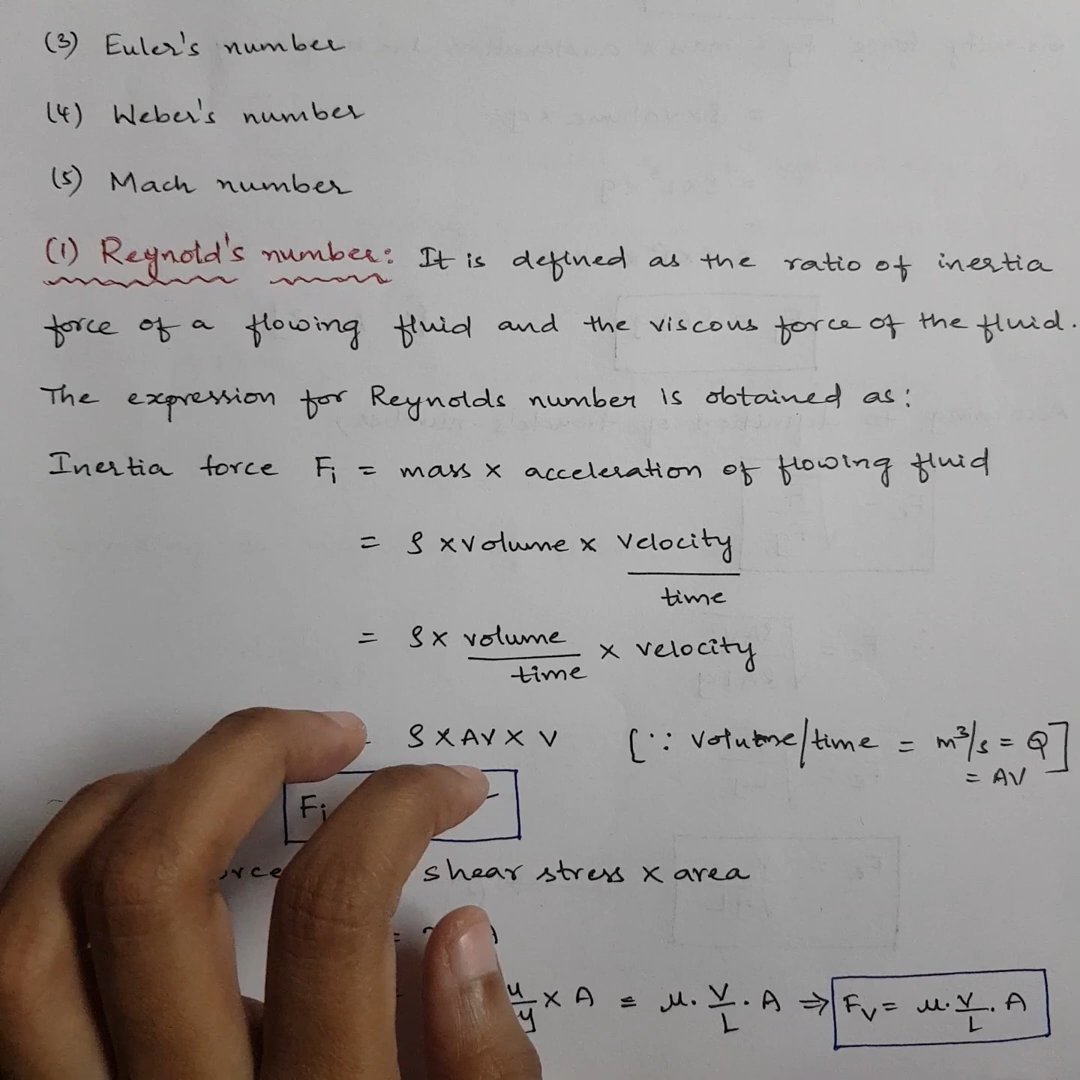 (3) Euler's number
(4) Weber's number
(5) Mach number
(1) Reynold's number: It is defined as the ratio of inertia
force of a flowing fluid and the viscous force of the fluid.
The expression for Reynolds number is obtained as:
Inertia force Fi = mass x acceleration of flowing fluid
= ρ x volume x velocity/time
= ρ x volume/time x velocity
ρ x AV x V [∵ volume/time = m³/s = Q]
= AV
Fi
shear stress x area
=
x A = μ. V/L . A ⇒ Fv = μ. V/L . A